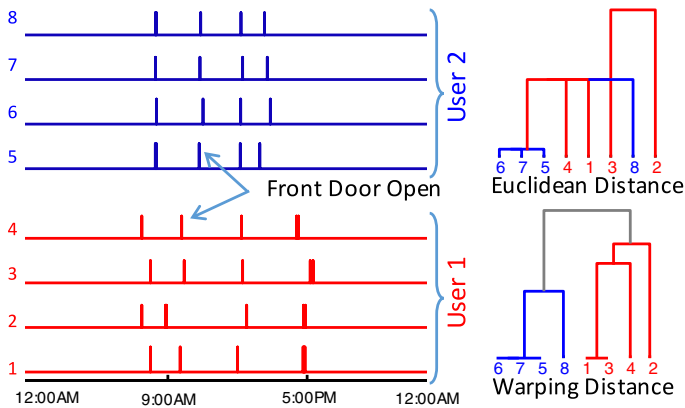 8
7
6
5
User 2
Front Door Open
4
3
2
1
User 1
12:00AM 9:00AM 5:00PM 12:00AM
6 7 5 4 1 3 8 2
Euclidean Distance
6 7 5 8 1 3 4 2
Warping Distance